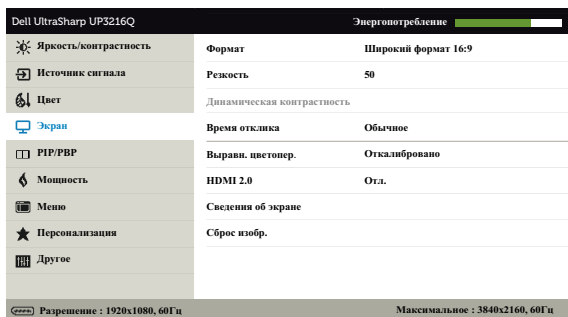 Dell UltraSharp UP3216Q Энергопотребление
Яркость/контрастность
Источник сигнала
Цвет
Экран
PIP/PBP
Мощность
Меню
Персонализация
Другое
Формат Широкий формат 16:9
Резкость 50
Динамическая контрастность
Время отклика Обычное
Выравн. цветопер. Откалибровано
HDMI 2.0 Отл.
Сведения об экране
Сброс изобр.
Разрешение : 1920x1080, 60Гц Максимальное : 3840x2160, 60Гц